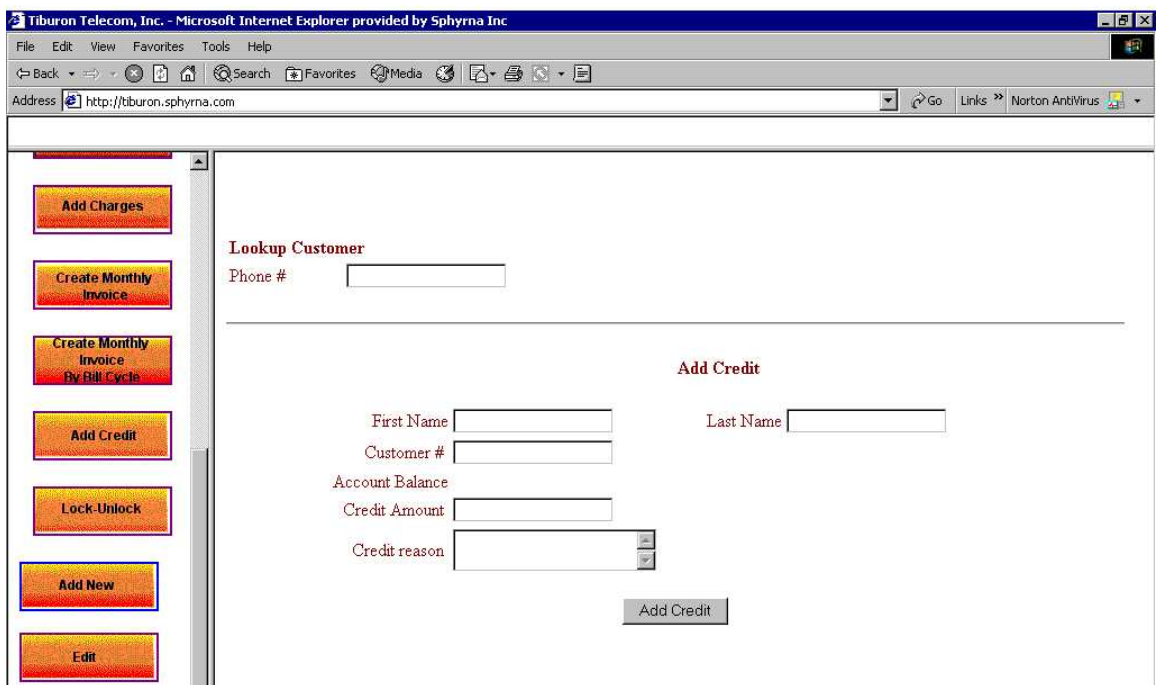 Tiburon Telecom, Inc. - Microsoft Internet Explorer provided by Sphyrna Inc
File Edit View Favorites Tools Help
Back Search Favorites Media
Address http://tiburon.sphyrna.com Go Links » Norton AntiVirus
Add Charges
Create Monthly
Invoice
Create Monthly
Invoice
By Bill Cycle
Add Credit
Lock-Unlock
Add New
Edit
Lookup Customer
Phone #
Add Credit
First Name Last Name
Customer #
Account Balance
Credit Amount
Credit reason
Add Credit